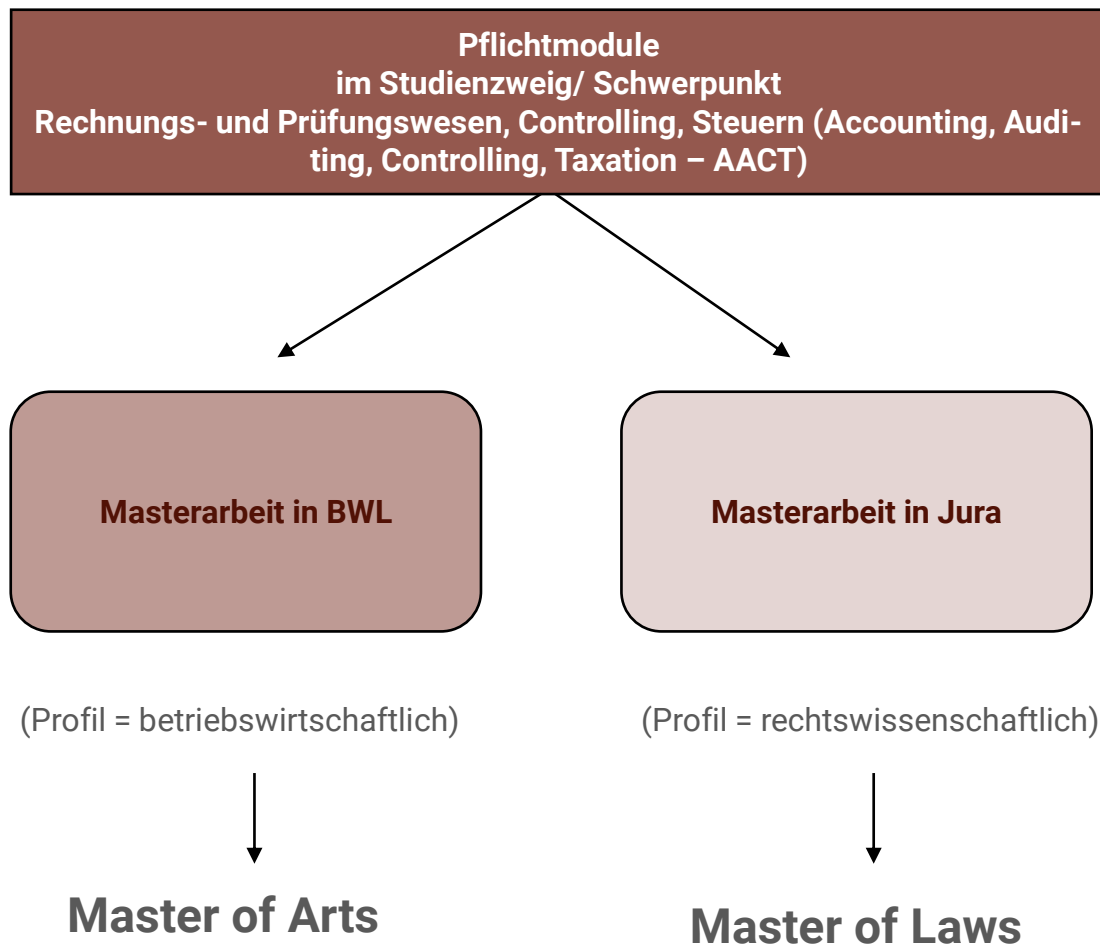 Pflichtmodule
im Studienzweig/ Schwerpunkt
Rechnungs- und Prüfungswesen, Controlling, Steuern (Accounting, Audi-
ting, Controlling, Taxation – AACT)
Masterarbeit in BWL
Masterarbeit in Jura
(Profil = betriebswirtschaftlich)
(Profil = rechtswissenschaftlich)
Master of Arts
Master of Laws